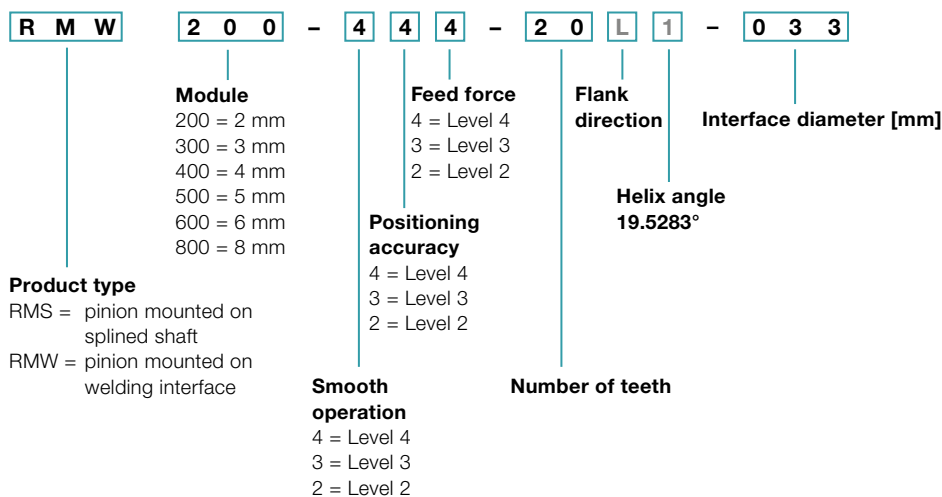 R M W 2 0 0 – 4 4 4 – 2 0 L 1 – 0 3 3
Module
200 = 2 mm
300 = 3 mm
400 = 4 mm
500 = 5 mm
600 = 6 mm
800 = 8 mm
Feed force
4 = Level 4
3 = Level 3
2 = Level 2
Flank
direction
Interface diameter [mm]
Helix angle
19.5283°
Positioning
accuracy
4 = Level 4
3 = Level 3
2 = Level 2
Product type
RMS = pinion mounted on
splined shaft
RMW = pinion mounted on
welding interface
Smooth
operation
4 = Level 4
3 = Level 3
2 = Level 2
Number of teeth